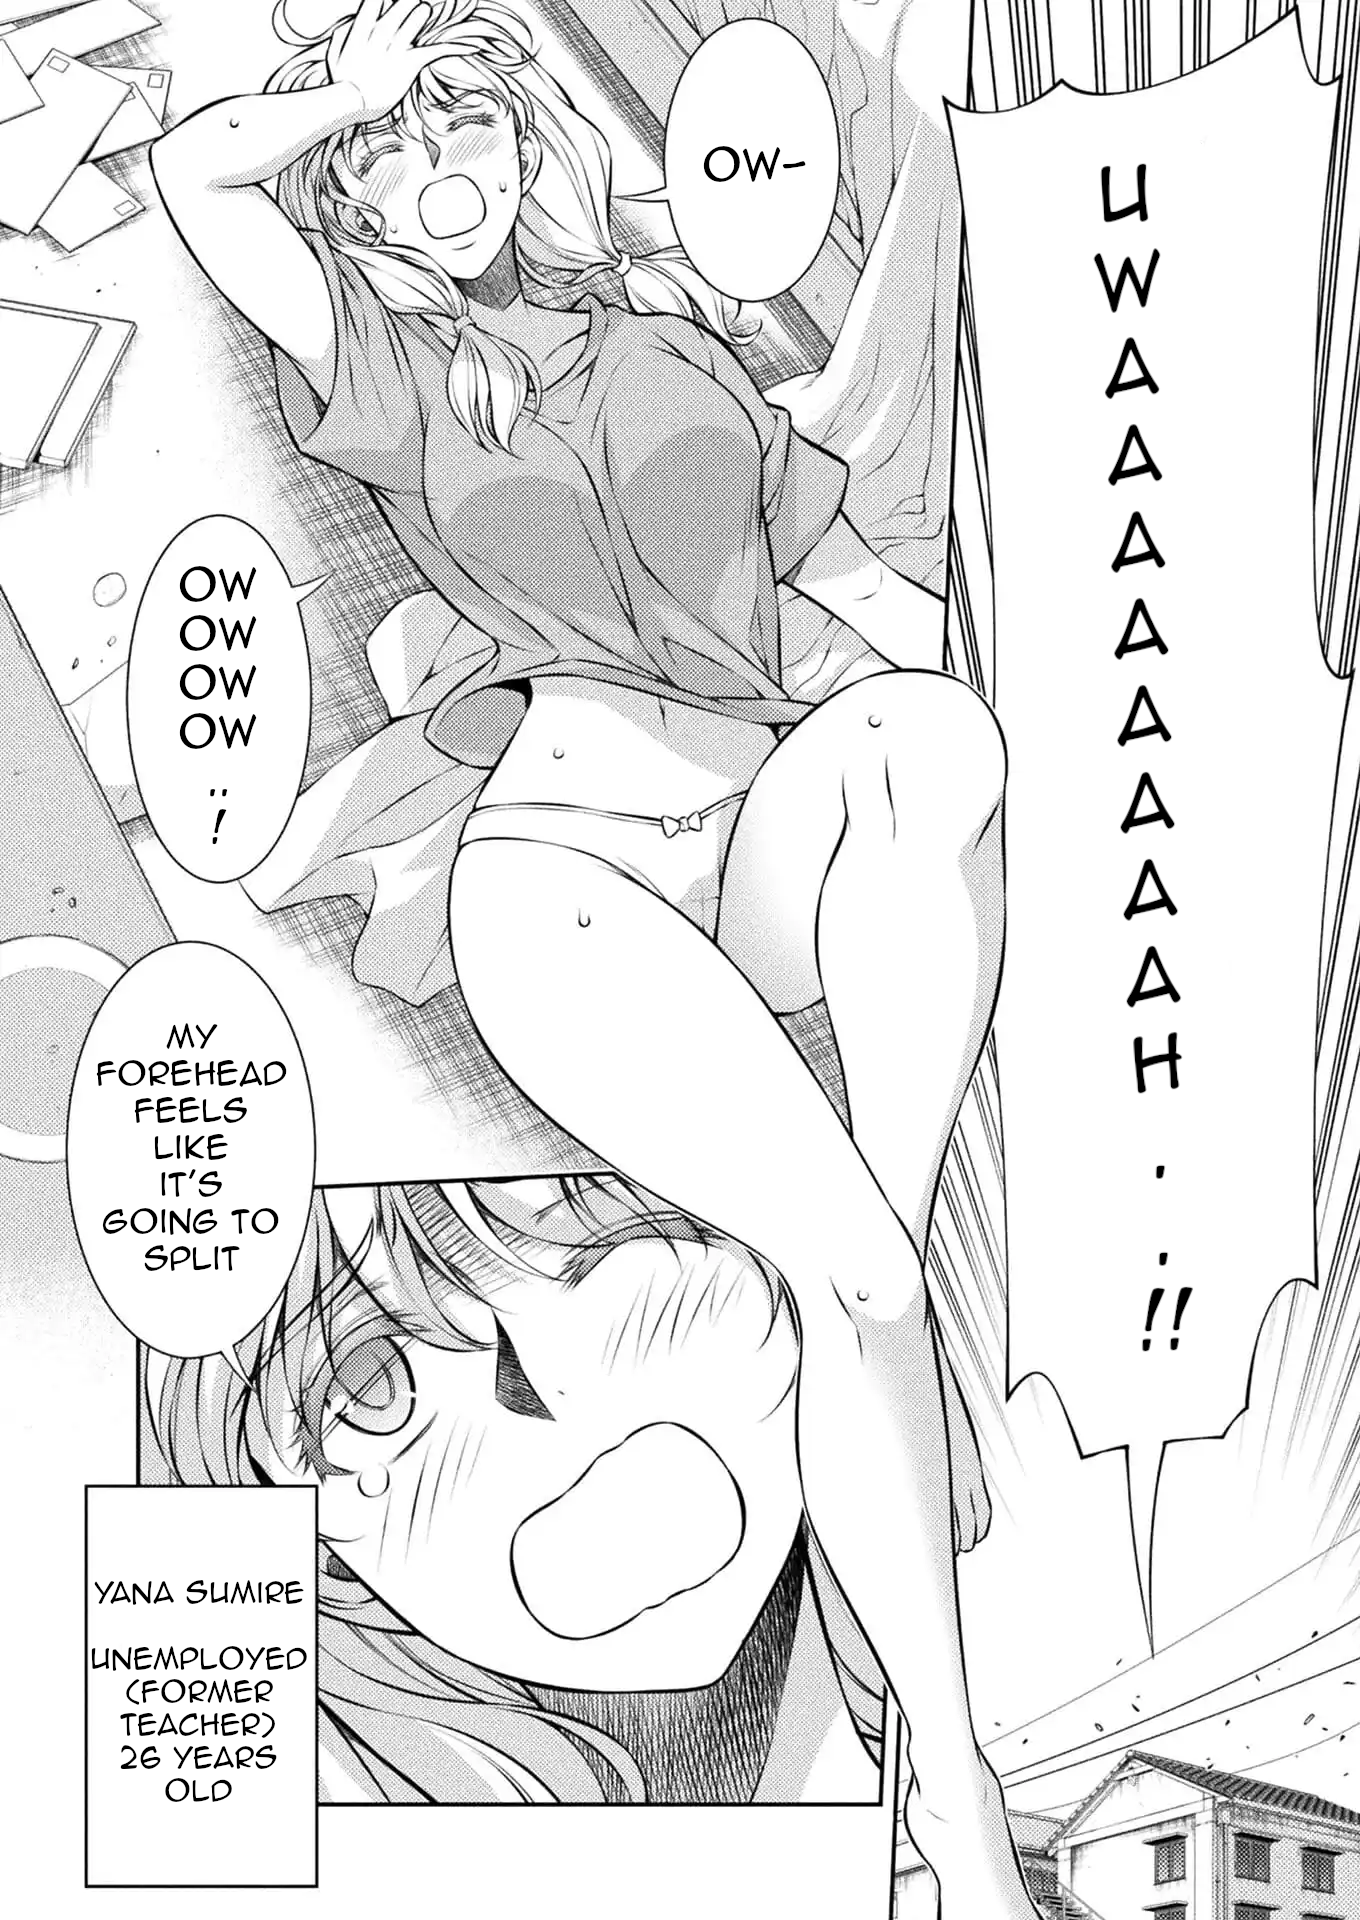 U
W
A
A
A
A
A
A
A
A
H
.
.
!!
OW-
OW
OW
OW
OW
..!
MY
FOREHEAD
FEELS
LIKE
IT'S
GOING TO
SPLIT
YANA SUMIRE
UNEMPLOYED
(FORMER
TEACHER)
26 YEARS
OLD